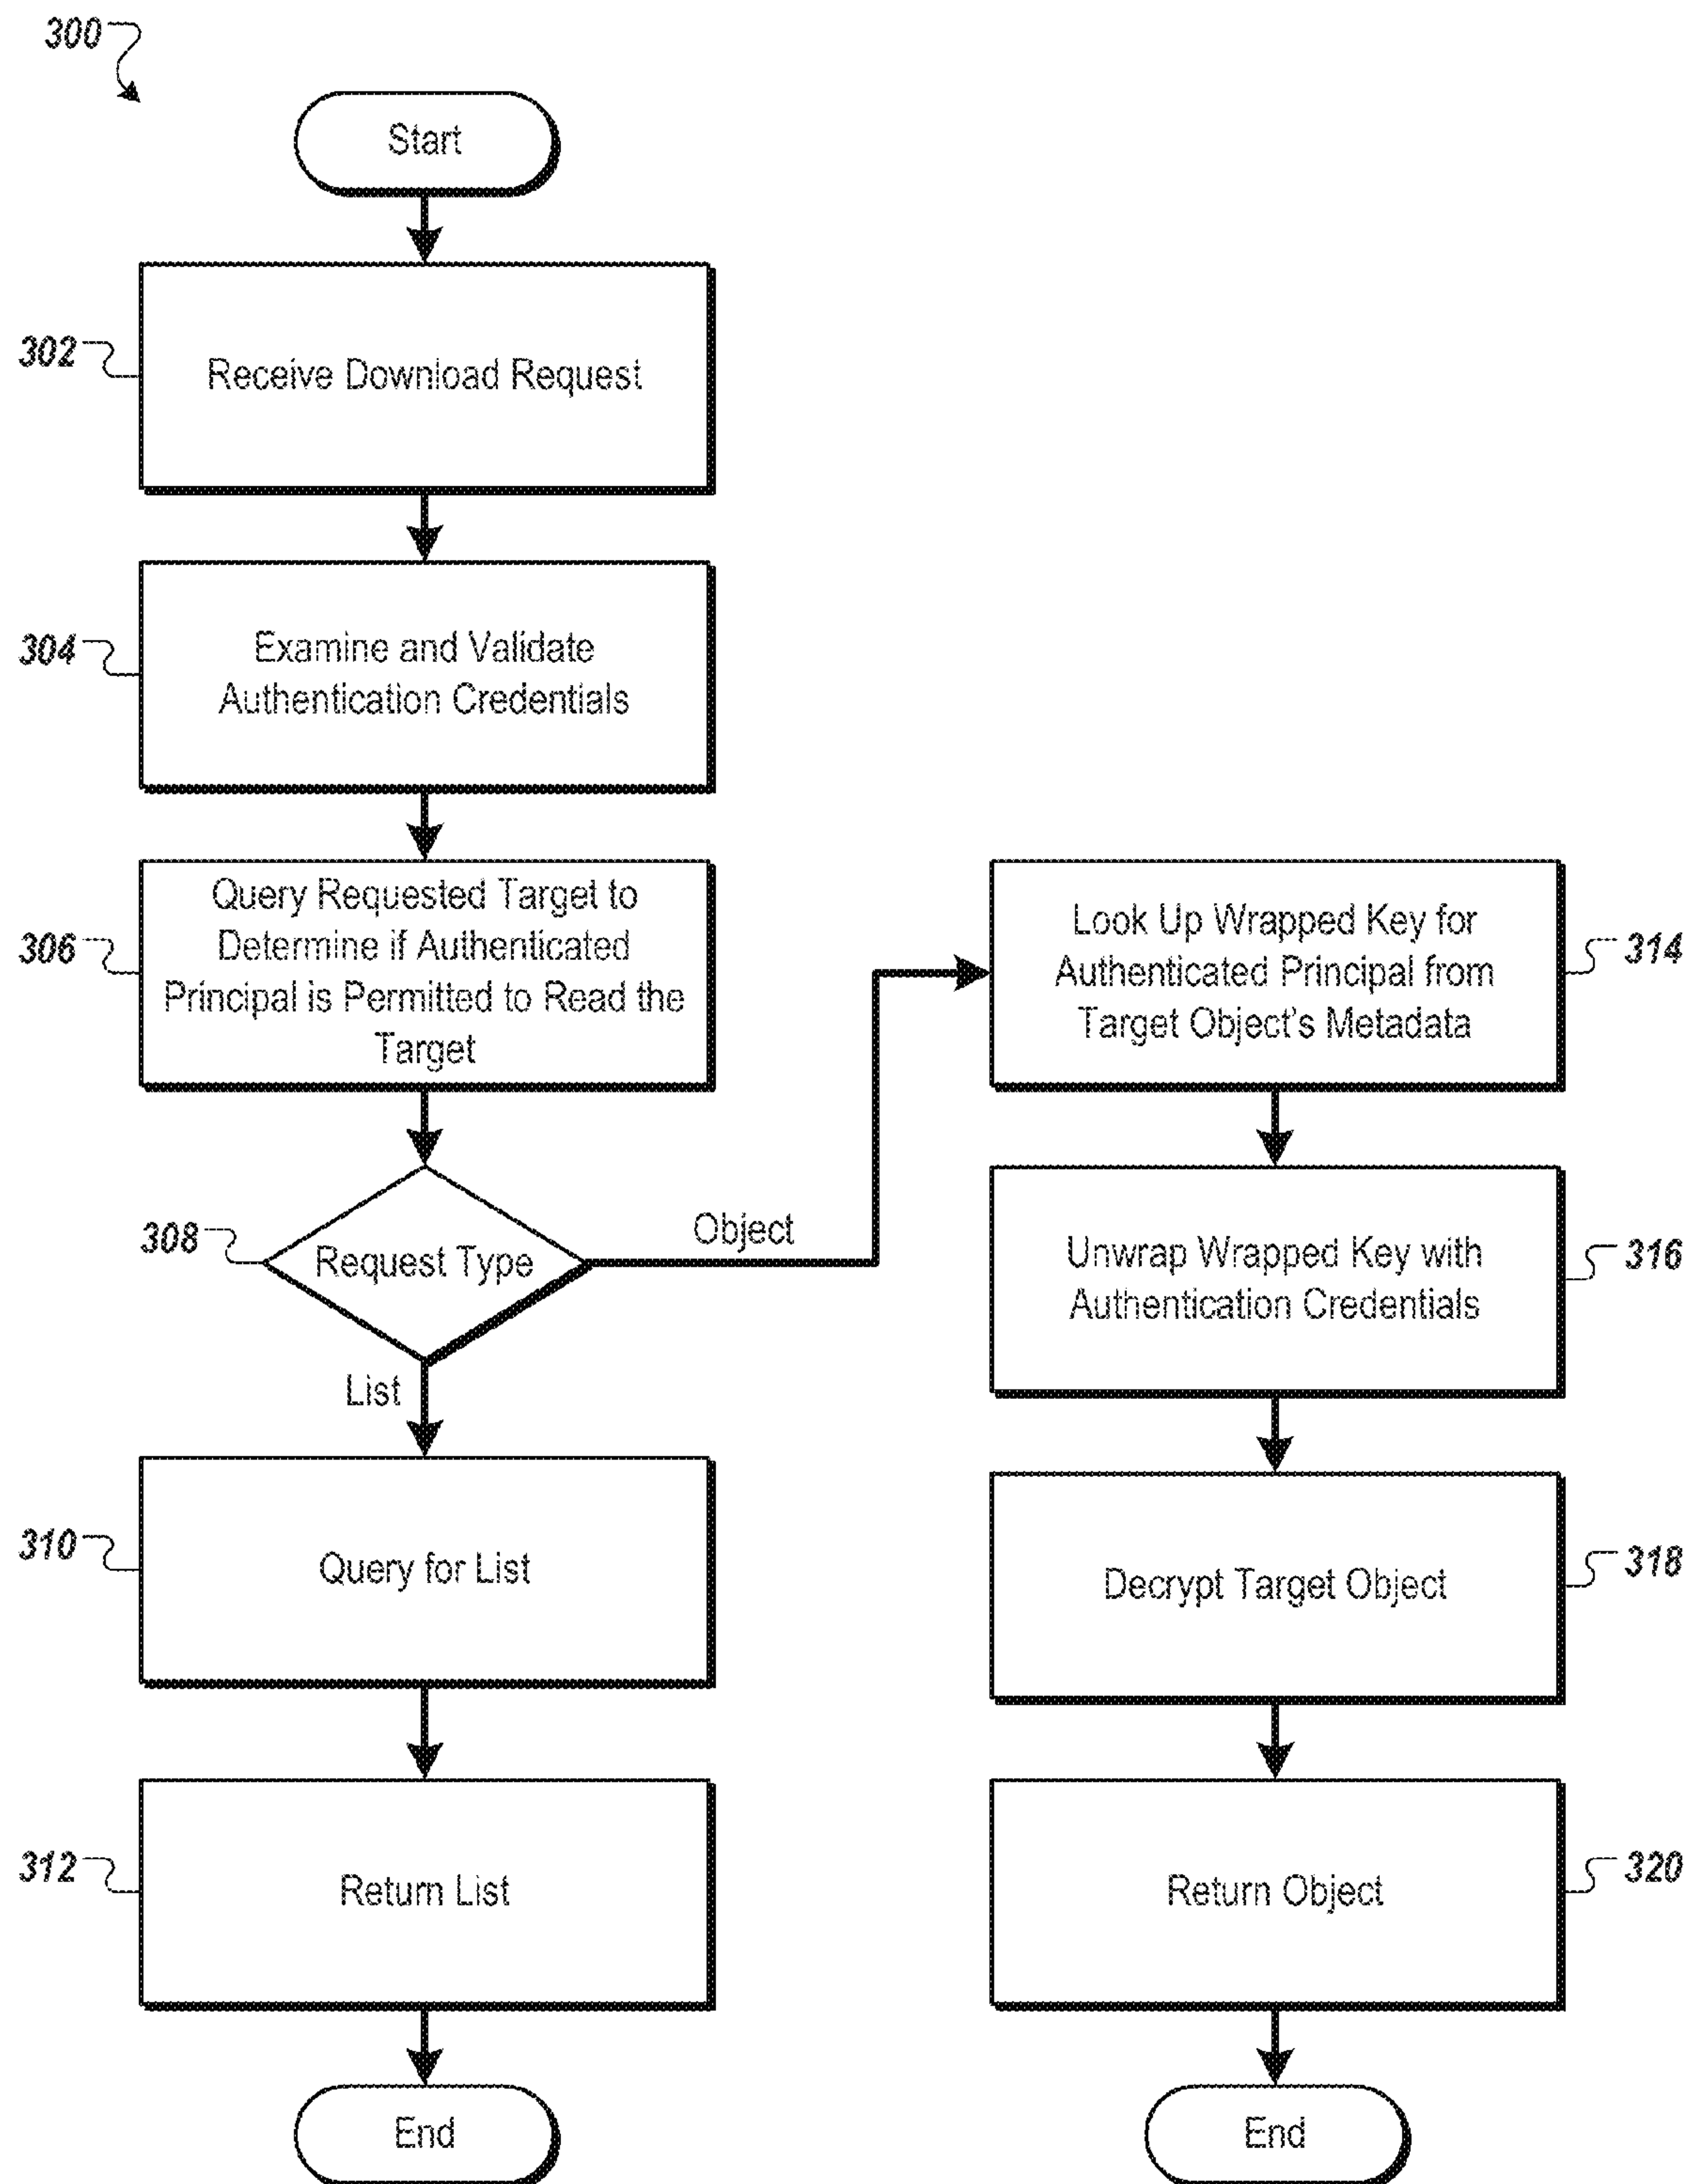 300
Start
302
Receive Download Request
304
Examine and Validate
Authentication Credentials
306
Query Requested Target to
Determine if Authenticated
Principal is Permitted to Read the
Target
308
Request Type
Object
List
310
Query for List
312
Return List
End
Look Up Wrapped Key for
Authenticated Principal from
Target Object's Metadata
314
Unwrap Wrapped Key with
Authentication Credentials
316
Decrypt Target Object
318
Return Object
320
End